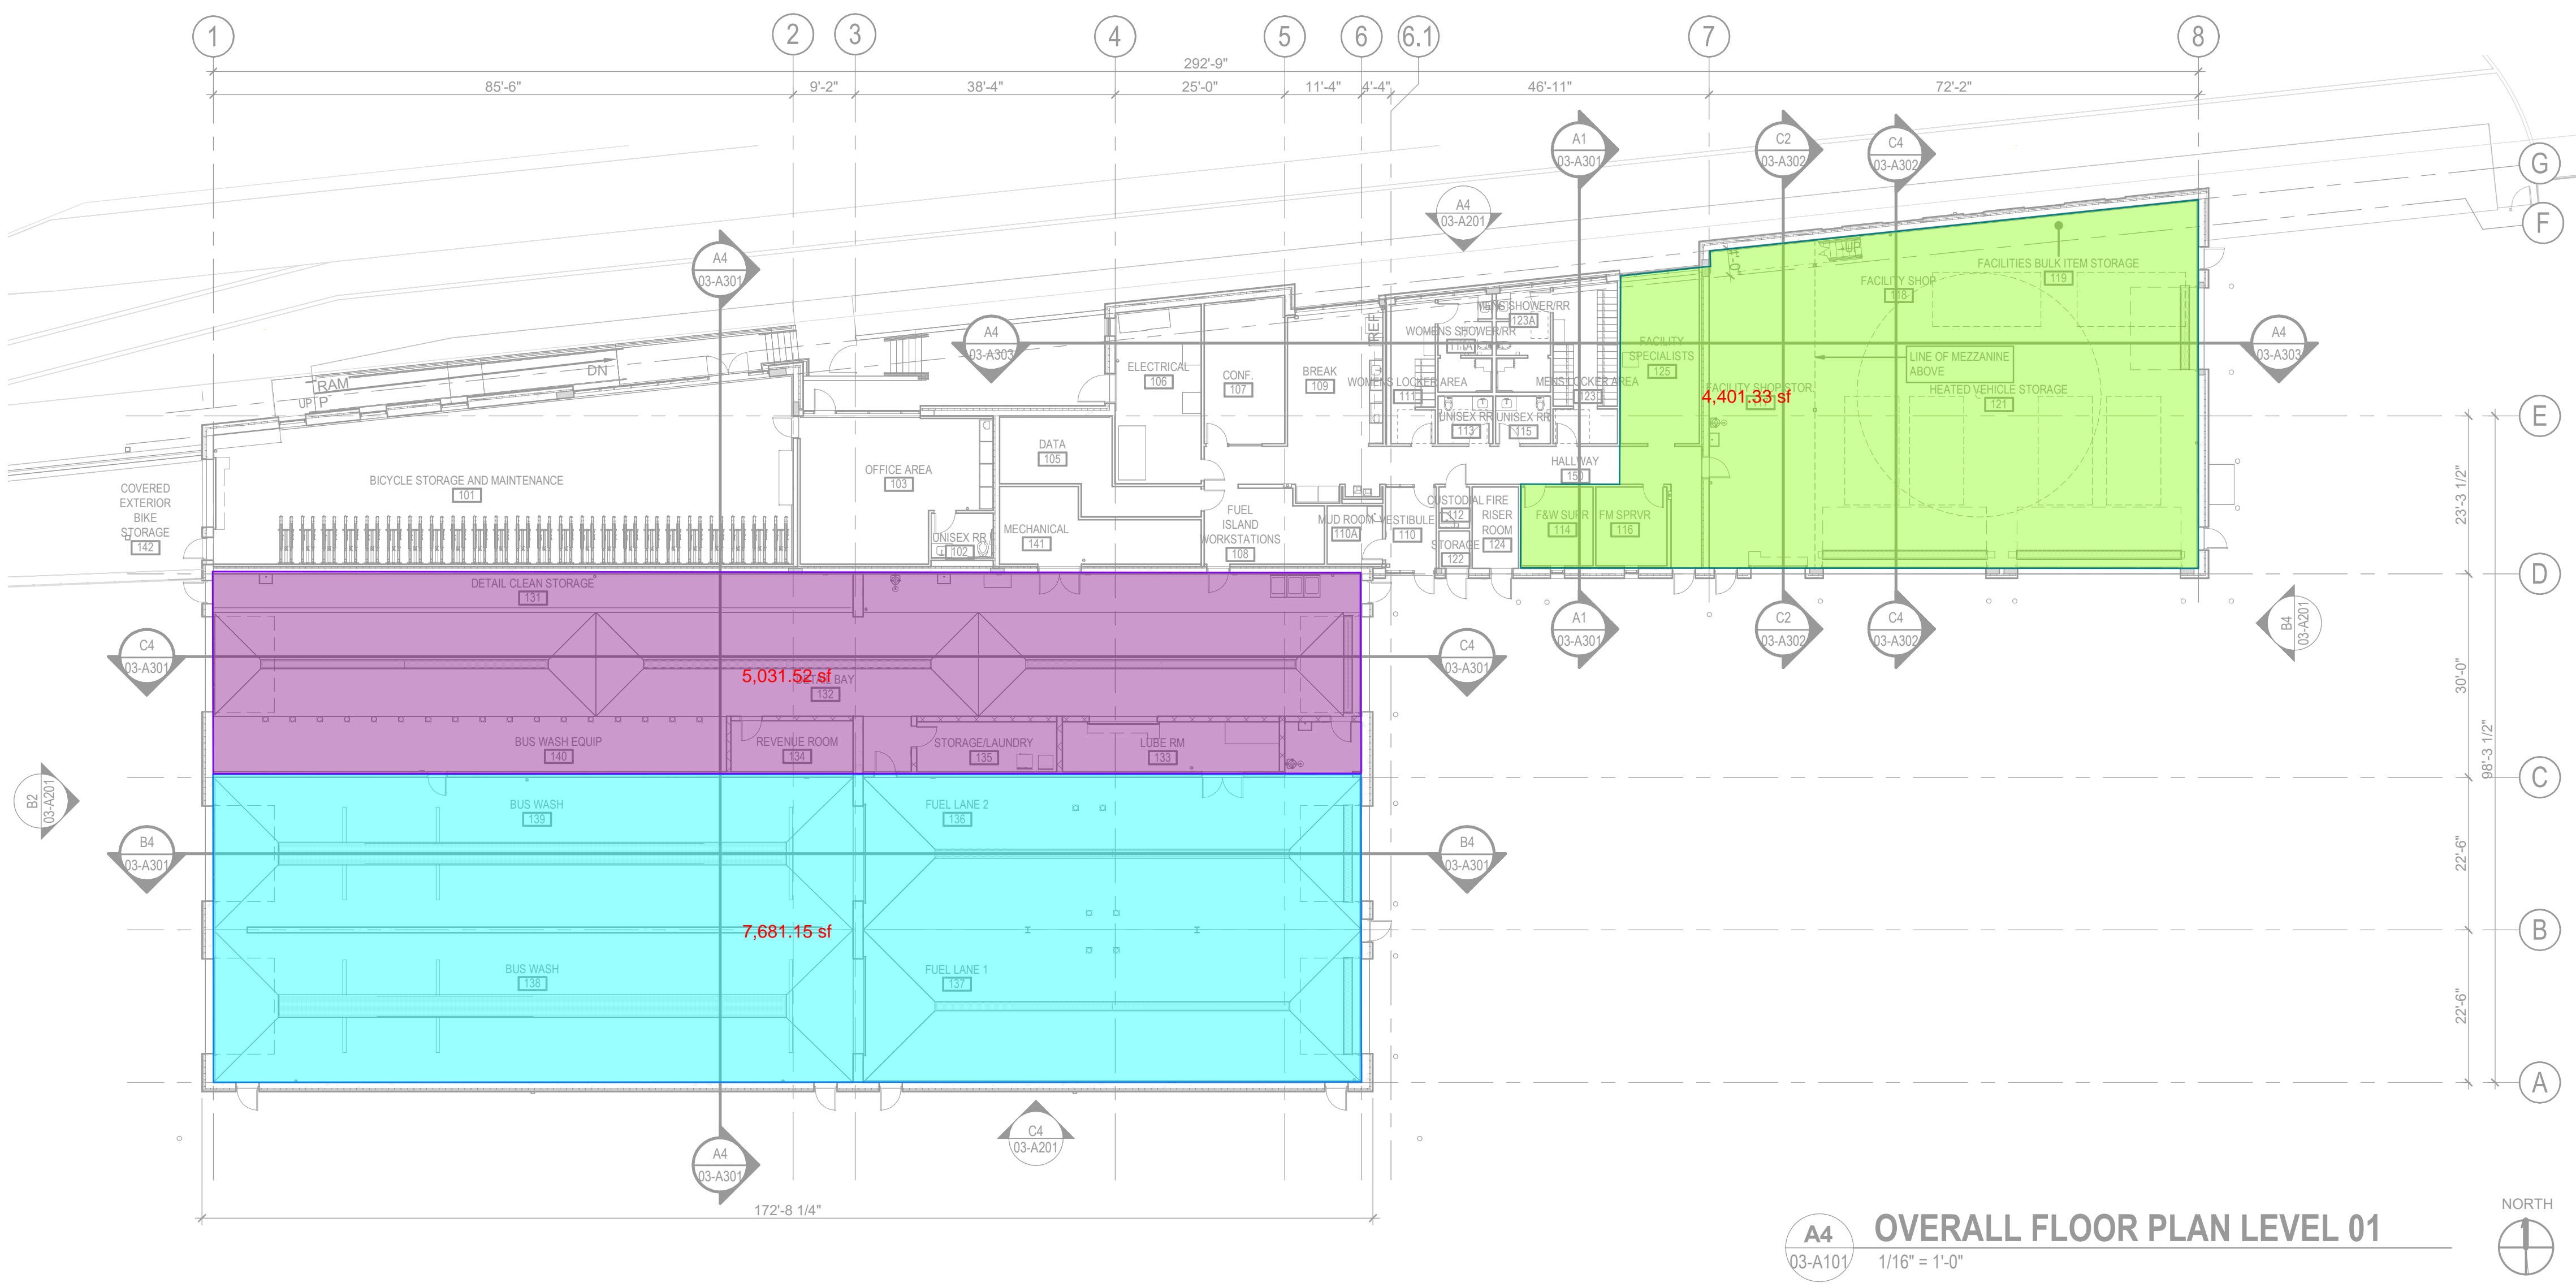 1 2 3 4 5 6 6.1 7 8
292'-9"
85'-6" 9'-2" 38'-4" 25'-0" 11'-4" 4'-4" 46'-11" 72'-2"
A1
03-A301
C2
03-A302
C4
03-A302
G
A4
03-A201
F
A4
03-A301
4'-0"
UP
FACILITIES BULK ITEM STORAGE
119
FACILITY SHOP
118
MENS SHOWER/RR
123A
REF.
WOMENS SHOWER/RR
111A
A4
03-A303
A4
03-A303
FACILITY
SPECIALISTS
125
LINE OF MEZZANINE
ABOVE
ELECTRICAL
106
CONF.
107
BREAK
109
WOMENS LOCKER AREA
111
MENS LOCKER AREA
123
FACILITY SHOP STOR.
4,401.33 sf
HEATED VEHICLE STORAGE
121
RAM
P
DN
UP
UNISEX RR
113
UNISEX RR
115
E
DATA
105
OFFICE AREA
103
HALLWAY
150
BICYCLE STORAGE AND MAINTENANCE
101
COVERED
EXTERIOR
BIKE
STORAGE
142
23'-3 1/2"
FUEL
ISLAND
WORKSTATIONS
108
MUD ROOM
110A
VESTIBULE
110
CUSTODIAL
112
FIRE
RISER
ROOM
124
F&W SUPR
114
FM SPRVR
116
MECHANICAL
141
UNISEX RR
102
STORAGE
122
D
DETAIL CLEAN STORAGE
131
A1
03-A301
C2
03-A302
C4
03-A302
B4
03-A201
C4
03-A301
C4
03-A301
30'-0"
5,031.52 sf
DETAIL BAY
132
BUS WASH EQUIP
140
REVENUE ROOM
134
STORAGE/LAUNDRY
135
LUBE RM
133
98'-3 1/2"
C
B2
03-A201
BUS WASH
139
FUEL LANE 2
136
B4
03-A301
B4
03-A301
22'-6"
7,681.15 sf
B
BUS WASH
138
FUEL LANE 1
137
22'-6"
A
C4
03-A201
A4
03-A301
172'-8 1/4"
A4
03-A101
OVERALL FLOOR PLAN LEVEL 01
1/16" = 1'-0"
NORTH